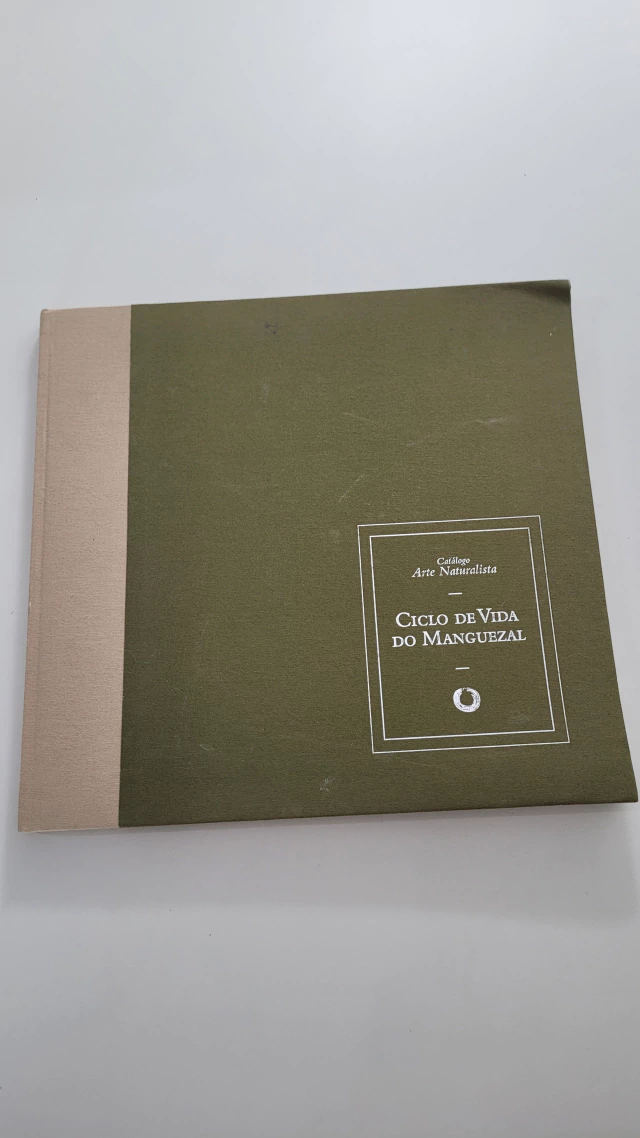 Catálogo
Arte Naturalista
CICLO DE VIDA
DO MANGUEZAL